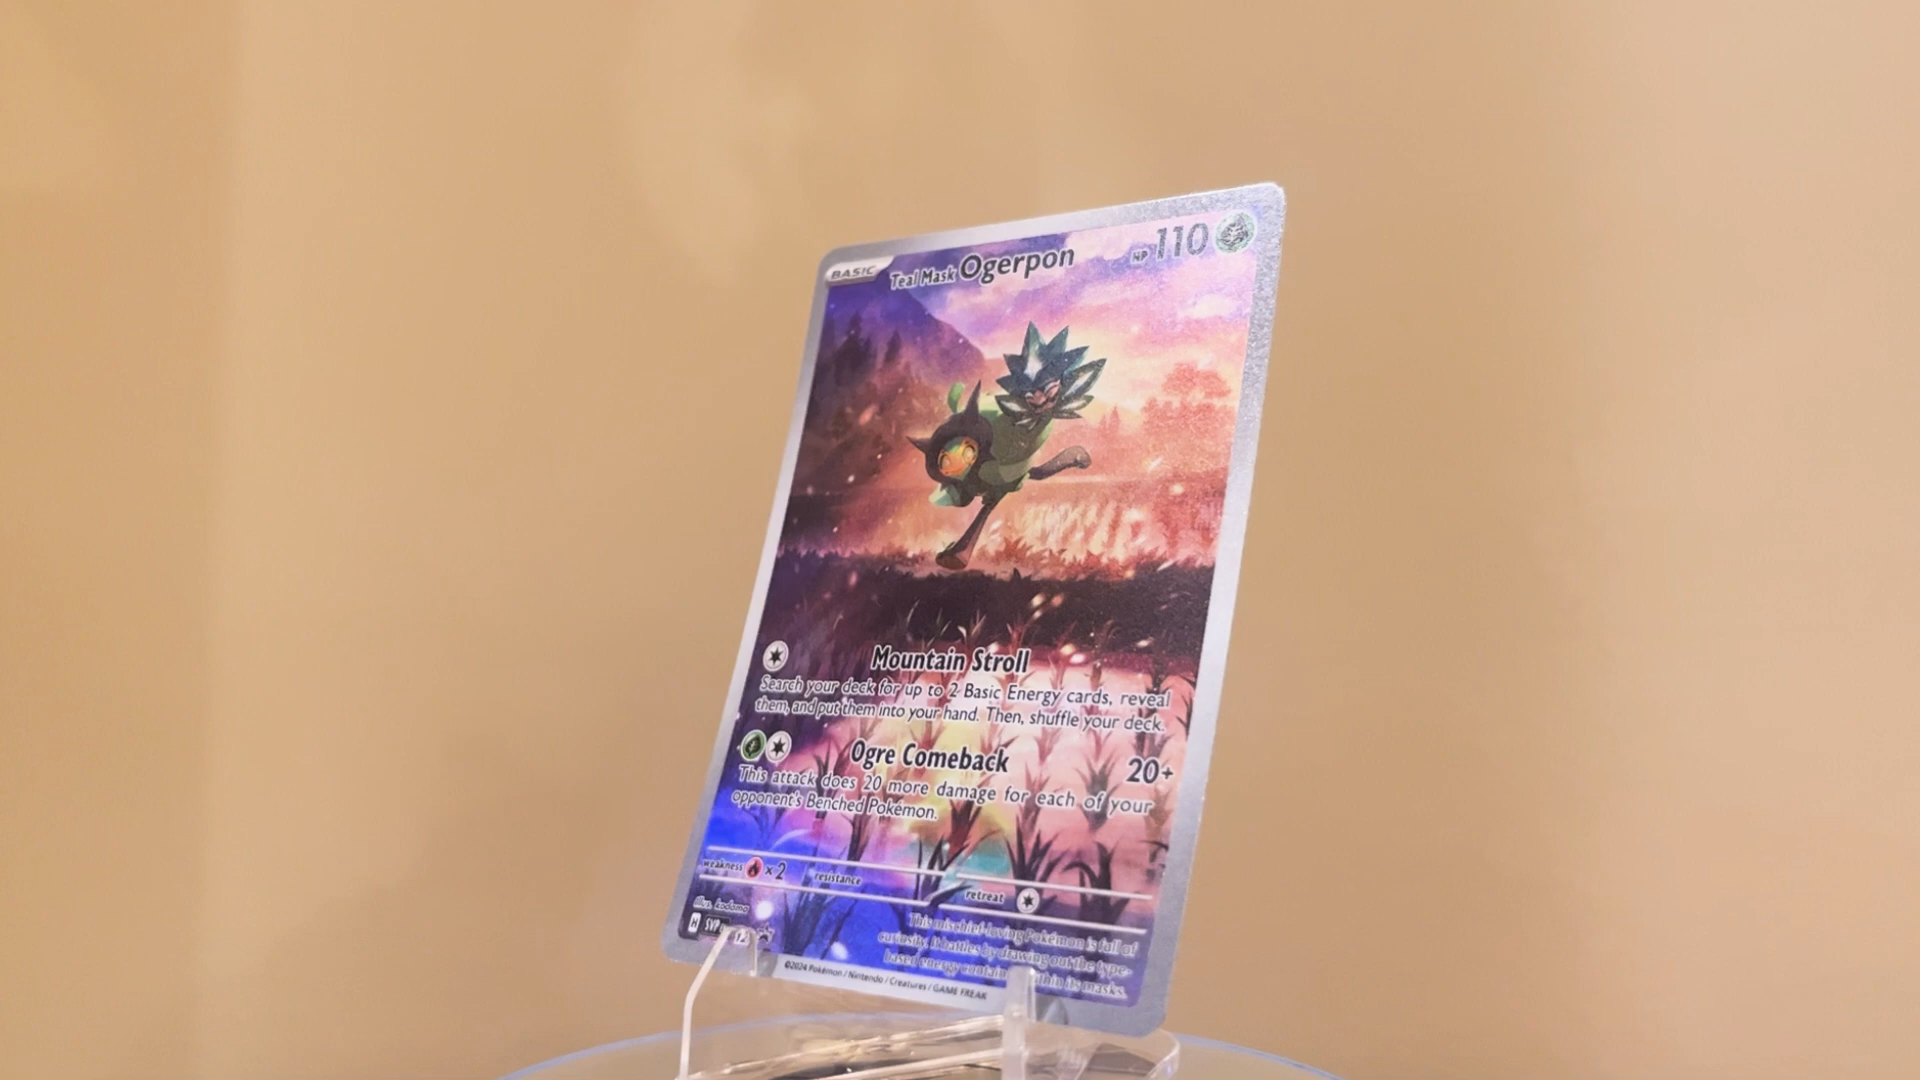 BASIC Teal Mask Ogerpon HP 110
Mountain Stroll
Search your deck for up to 2 Basic Energy cards, reveal
them, and put them into your hand. Then, shuffle your deck.
Ogre Comeback 20+
This attack does 20 more damage for each of your
opponent's Benched Pokémon.
weakness ×2 resistance retreat
Illus. kodama
H SVP
This mischief-loving Pokémon is full of
curiosity. It battles by drawing out the type-
based energy contained within its masks.
©2024 Pokémon / Nintendo / Creatures / GAME FREAK